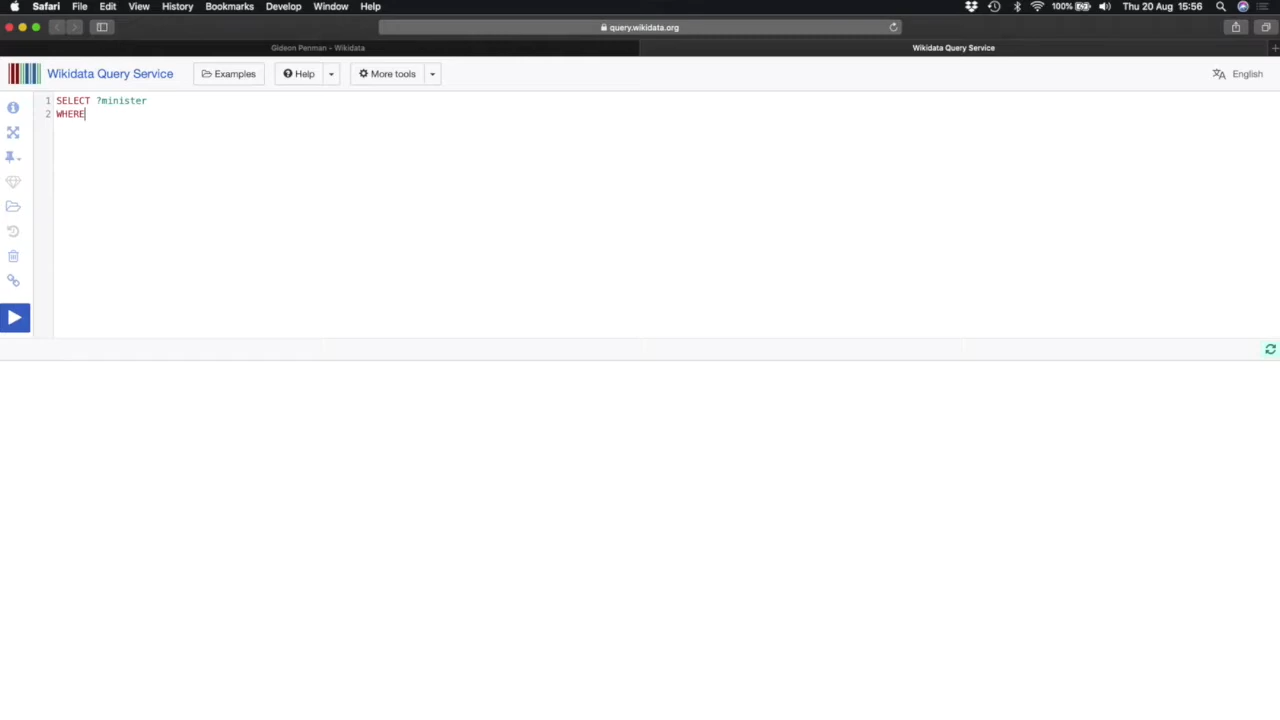 Safari File Edit View History Bookmarks Develop Window Help 100% Thu 20 Aug 15:56
query.wikidata.org
Gideon Penman - Wikidata Wikidata Query Service
Wikidata Query Service Examples Help More tools English
1 SELECT ?minister
2 WHERE